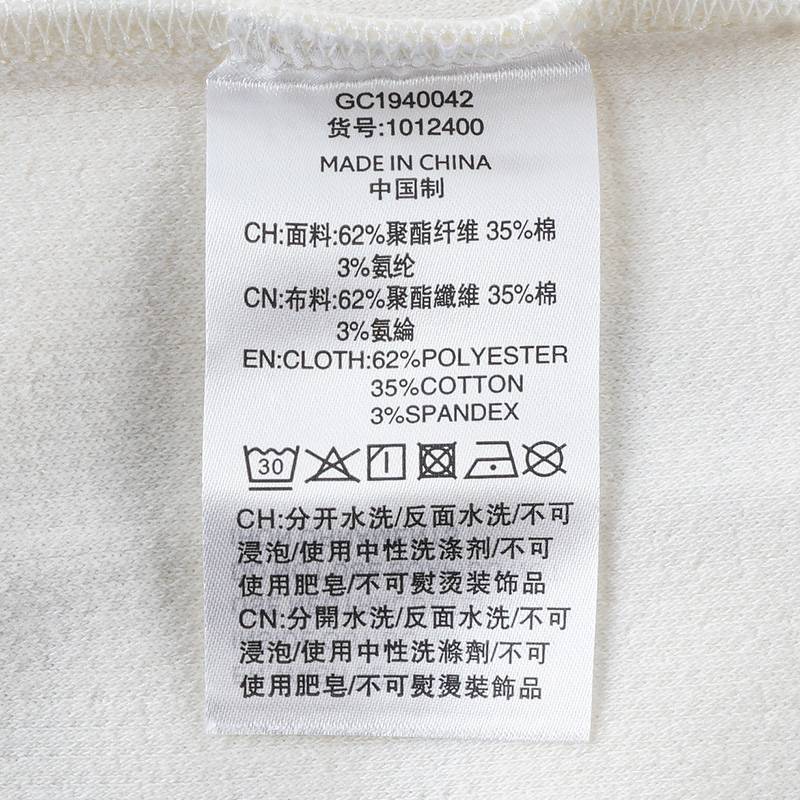 GC1940042
货号:1012400
MADE IN CHINA
中国制
CH:面料:62%聚酯纤维 35%棉
3%氨纶
CN:布料:62%聚酯纖維 35%棉
3%氨綸
EN:CLOTH:62%POLYESTER
35%COTTON
3%SPANDEX
30
CH:分开水洗/反面水洗/不可
浸泡/使用中性洗涤剂/不可
使用肥皂/不可熨烫装饰品
CN:分開水洗/反面水洗/不可
浸泡/使用中性洗滌劑/不可
使用肥皂/不可熨燙裝飾品